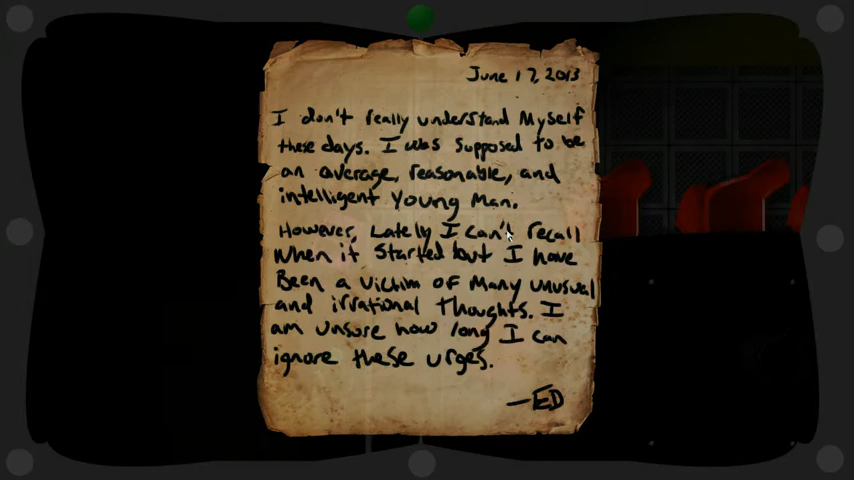 June 17, 2013
I don't really understand Myself
these days. I was supposed to be
an average, reasonable, and
intelligent Young Man.
However, Lately I can't recall
when it started but I have
Been a victim of Many unusual
and irrational Thoughts. I
am unsure how long I can
ignore these urges.
—ED